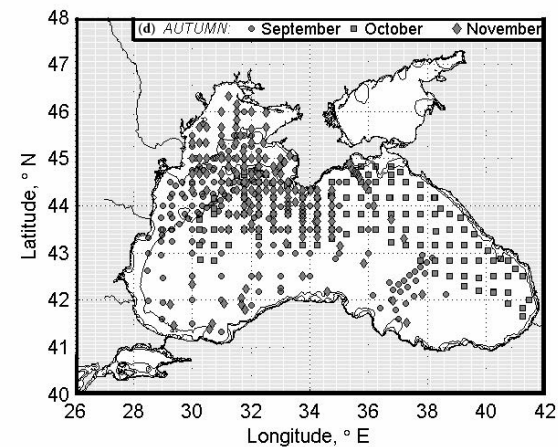 (d) AUTUMN: September October November
48
47
46
45
44
43
42
41
40
Latitude, ° N
26 28 30 32 34 36 38 40 42
Longitude, ° E